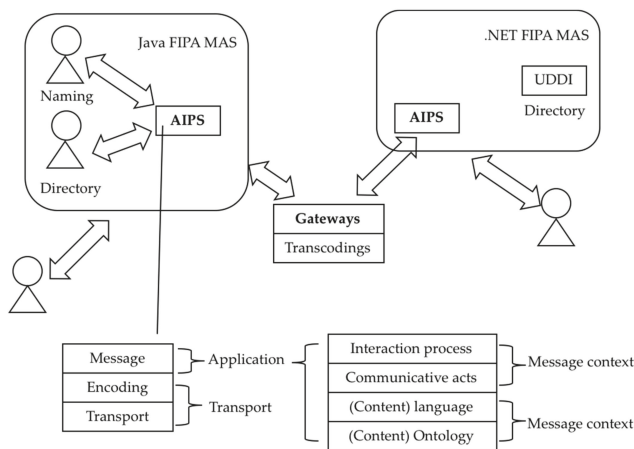 Java FIPA MAS
Naming
AIPS
Directory
.NET FIPA MAS
UDDI
Directory
AIPS
Gateways
Transcodings
Message
Encoding
Transport
Application
Transport
Interaction process
Communicative acts
(Content) language
(Content) Ontology
Message context
Message context